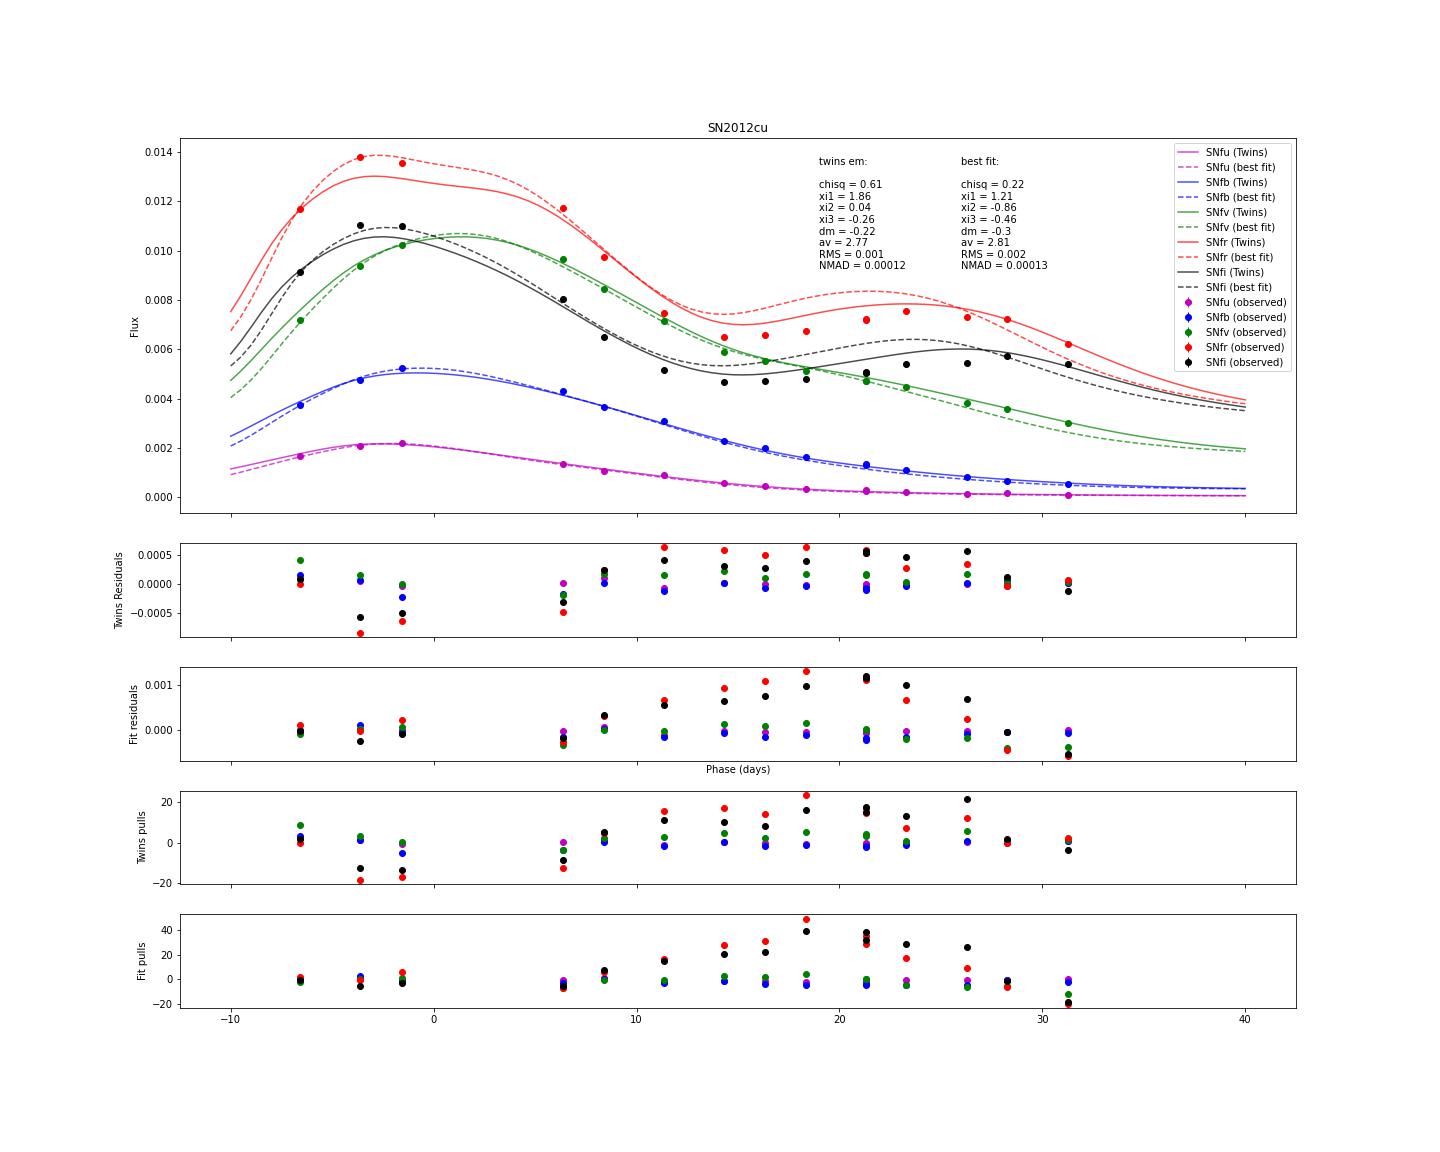 SN2012cu
0.014
0.012
0.010
0.008
0.006
0.004
0.002
0.000
Flux
twins em:
chisq = 0.61
xi1 = 1.86
xi2 = 0.04
xi3 = -0.26
dm = -0.22
av = 2.77
RMS = 0.001
NMAD = 0.00012
best fit:
chisq = 0.22
xi1 = 1.21
xi2 = -0.86
xi3 = -0.46
dm = -0.3
av = 2.81
RMS = 0.002
NMAD = 0.00013
SNfu (Twins)
SNfu (best fit)
SNfb (Twins)
SNfb (best fit)
SNfv (Twins)
SNfv (best fit)
SNfr (Twins)
SNfr (best fit)
SNfi (Twins)
SNfi (best fit)
SNfu (observed)
SNfb (observed)
SNfv (observed)
SNfr (observed)
SNfi (observed)
0.0005
0.0000
−0.0005
Twins Residuals
0.001
0.000
Fit residuals
Phase (days)
20
0
−20
Twins pulls
40
20
0
−20
Fit pulls
−10
0
10
20
30
40